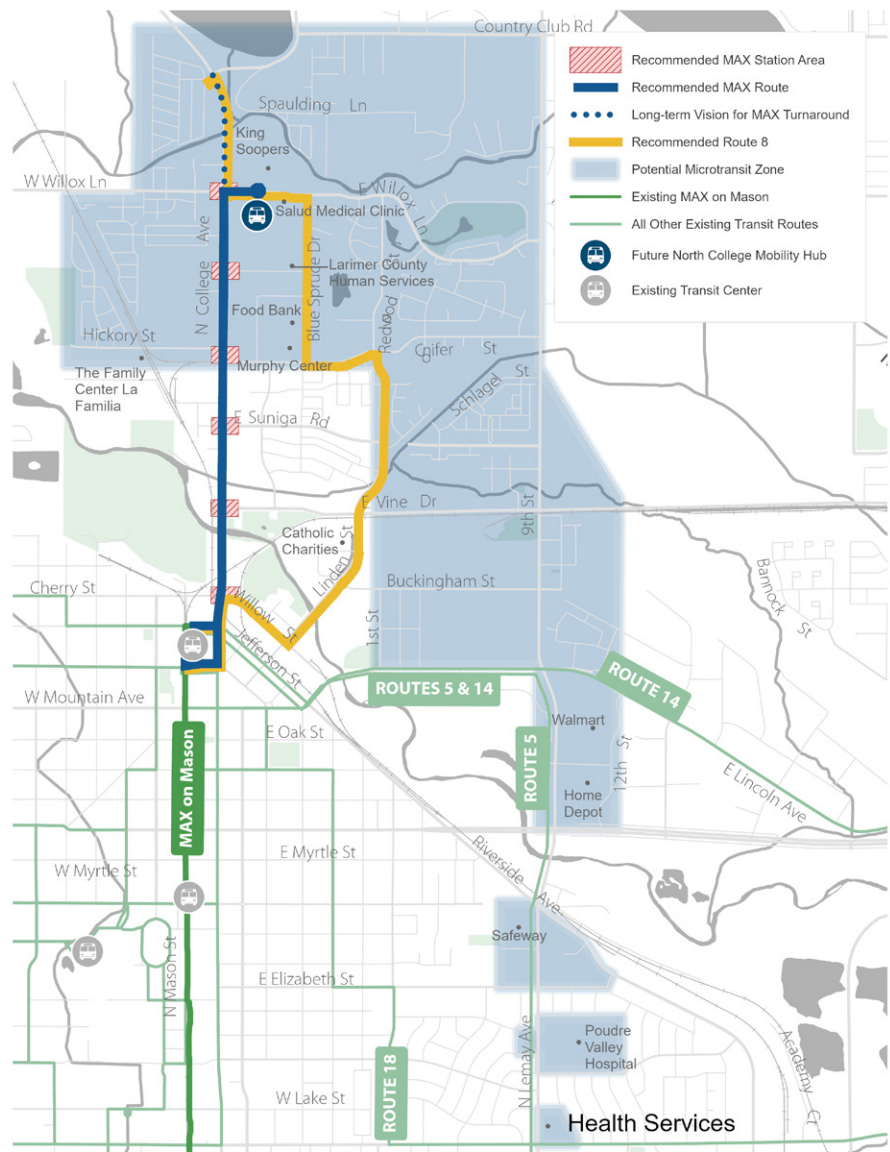 Country Club Rd
Recommended MAX Station Area
Recommended MAX Route
Long-term Vision for MAX Turnaround
Recommended Route 8
Potential Microtransit Zone
Existing MAX on Mason
All Other Existing Transit Routes
Future North College Mobility Hub
Existing Transit Center
Spaulding Ln
King
Soopers
W Willox Ln
E Willox Ln
Salud Medical Clinic
N College Ave
Blue Spruce Dr
Larimer County
Human Services
Redwood St
Food Bank
Hickory St
Murphy Center
Conifer St
The Family
Center La
Familia
Schlagel St
E Suniga Rd
E Vine Dr
9th St
Catholic
Charities
Linden St
Buckingham St
Bannock St
Cherry St
Willow St
1st St
Jefferson St
W Mountain Ave
ROUTES 5 & 14
ROUTE 14
E Oak St
Walmart
12th St
ROUTE 5
MAX on Mason
Home
Depot
E Lincoln Ave
E Myrtle St
W Myrtle St
Riverside Ave
Safeway
N Mason St
E Elizabeth St
N Lemay Ave
Poudre
Valley
Hospital
Academy Ct
ROUTE 18
W Lake St
Health Services